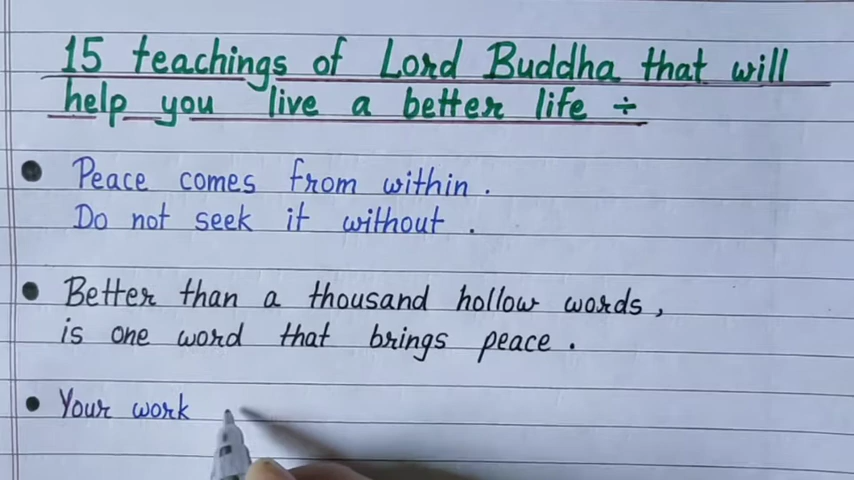 15 teachings of Lord Buddha that will
help you live a better life ÷
• Peace comes from within.
Do not seek it without.
• Better than a thousand hollow words,
is one word that brings peace.
• Your work